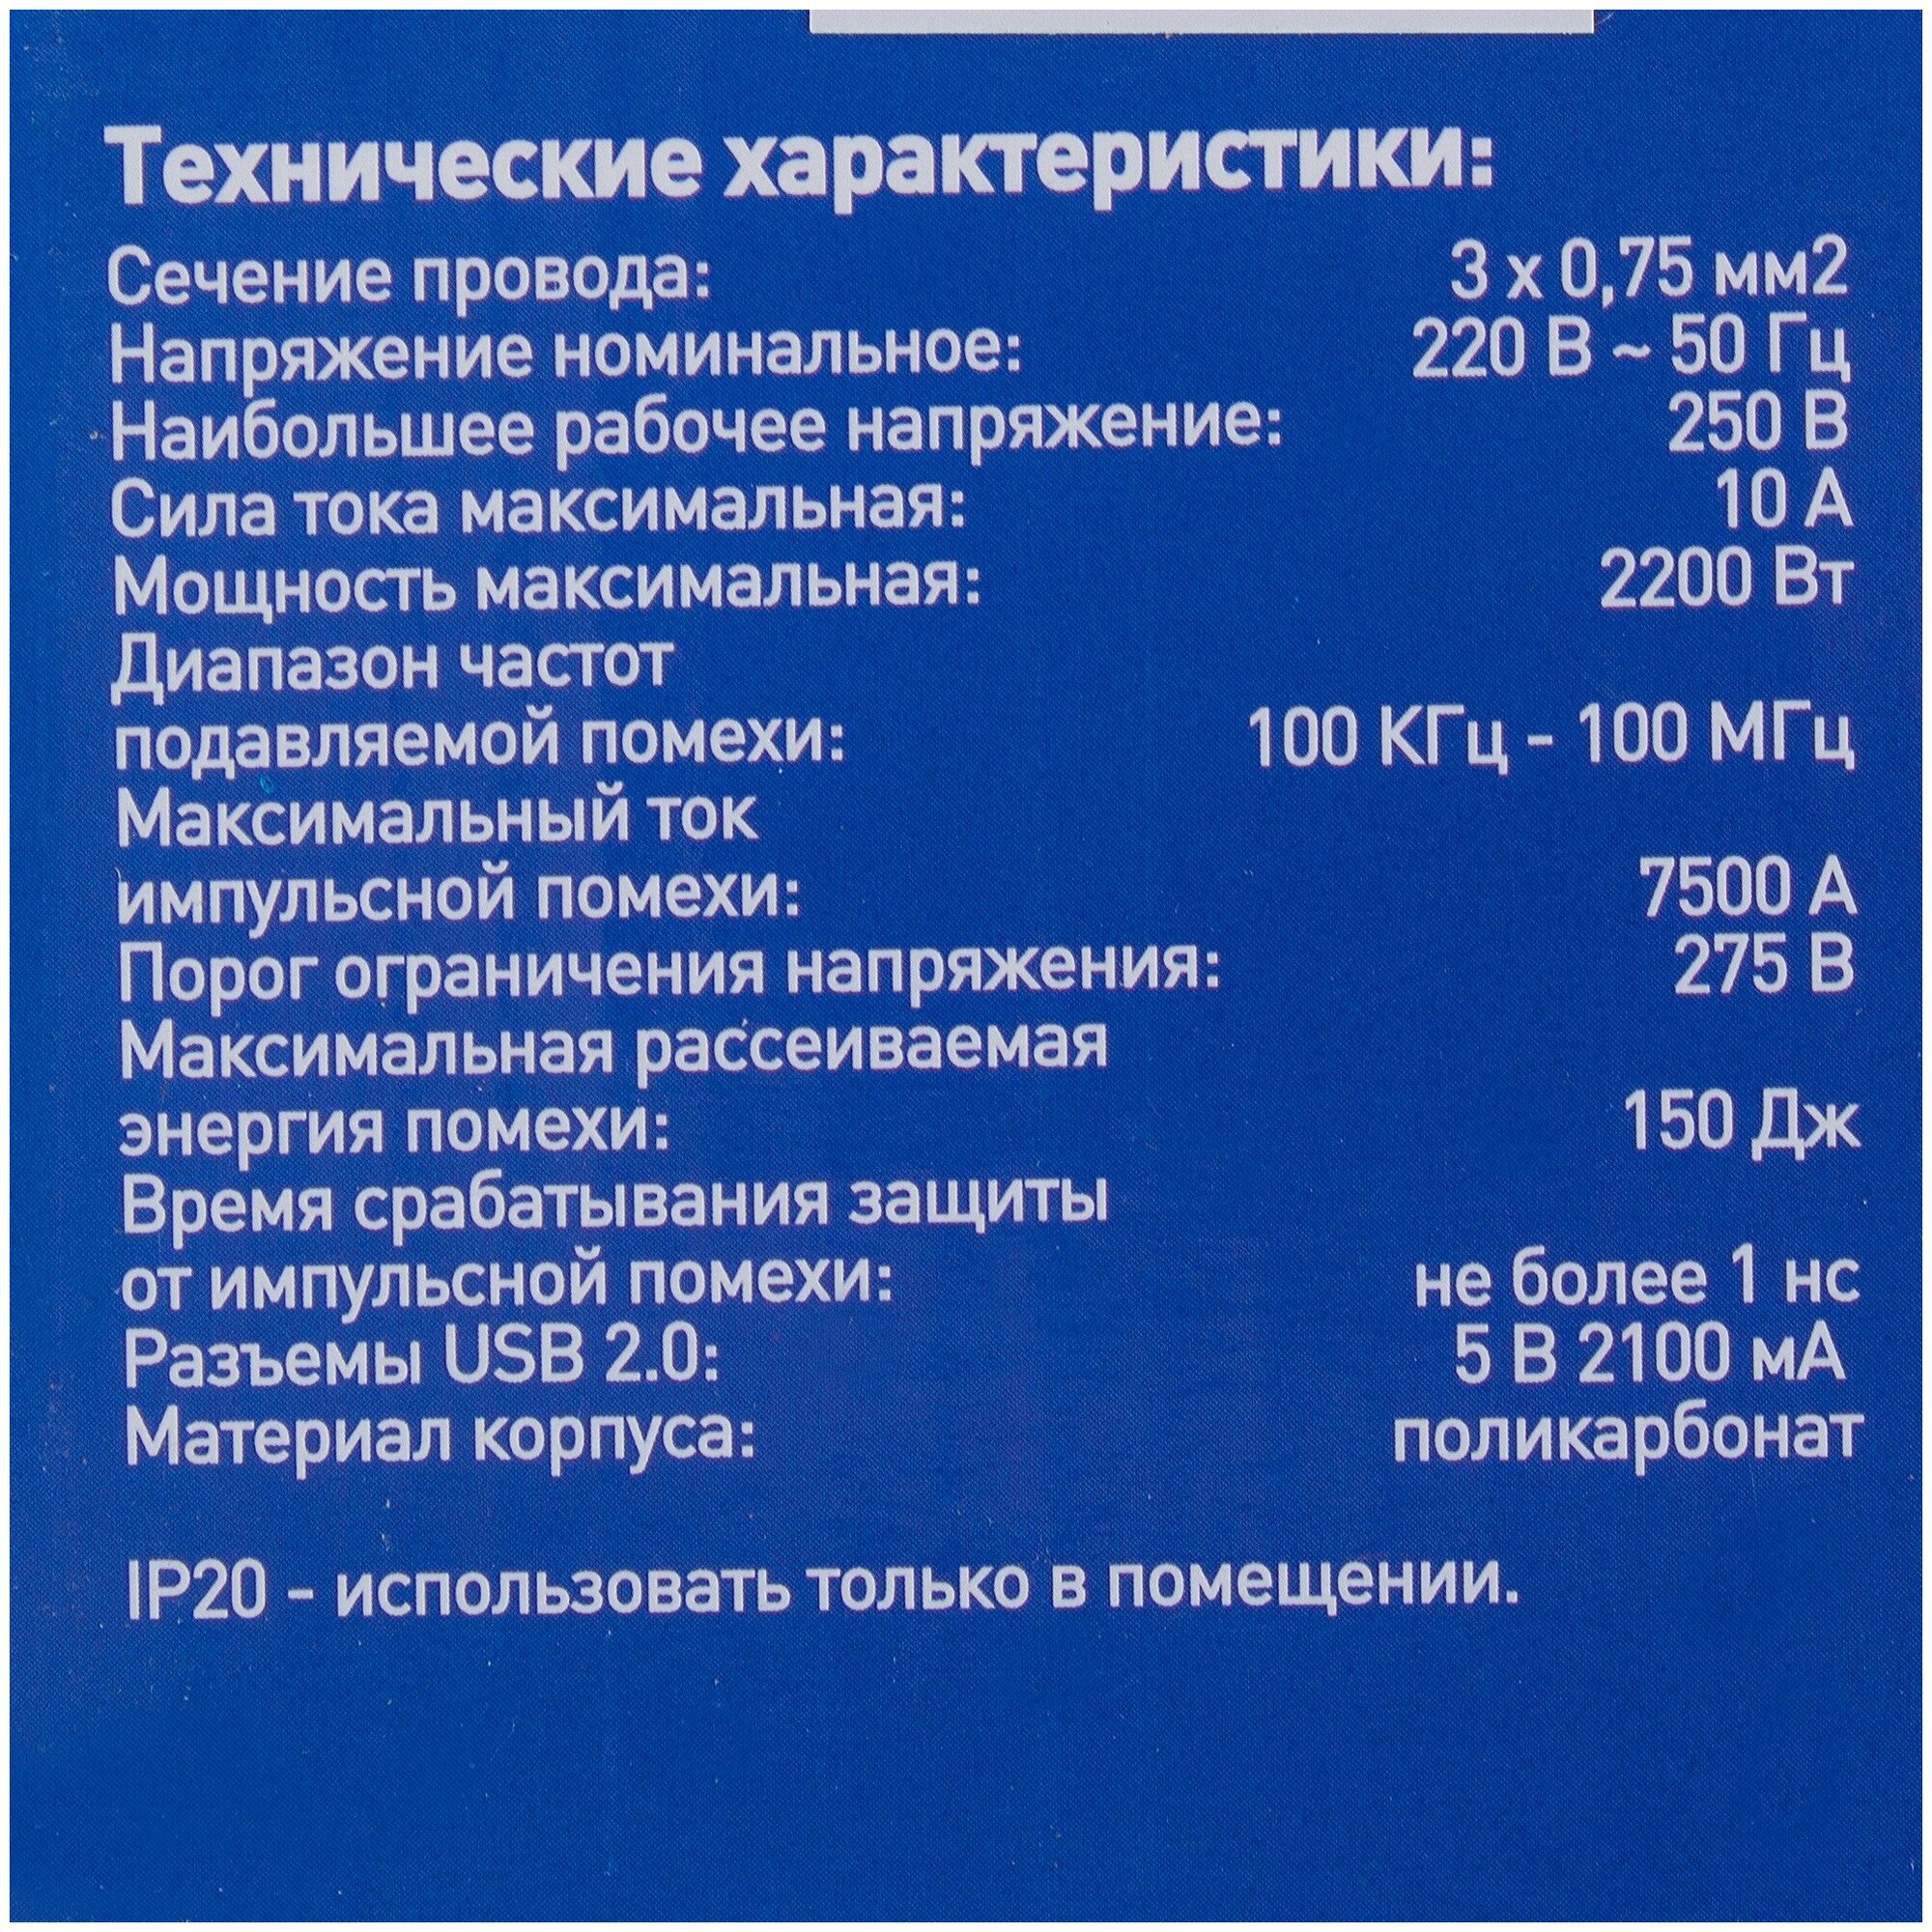 Технические характеристики:
Сечение провода: 3 х 0,75 мм2
Напряжение номинальное: 220 В ~ 50 Гц
Наибольшее рабочее напряжение: 250 В
Сила тока максимальная: 10 А
Мощность максимальная: 2200 Вт
Диапазон частот
подавляемой помехи: 100 КГц - 100 МГц
Максимальный ток
импульсной помехи: 7500 А
Порог ограничения напряжения: 275 В
Максимальная рассеиваемая
энергия помехи: 150 Дж
Время срабатывания защиты
от импульсной помехи: не более 1 нс
Разъемы USB 2.0: 5 В 2100 мА
Материал корпуса: поликарбонат
IP20 - использовать только в помещении.